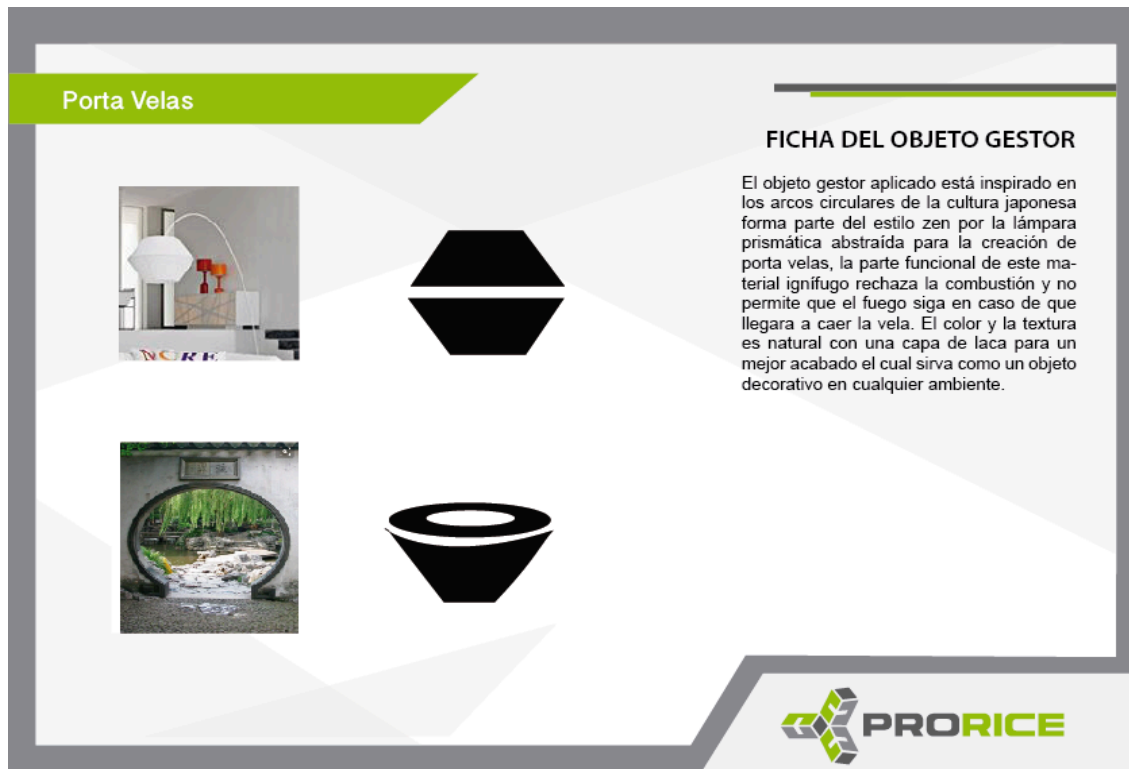 Porta Velas
FICHA DEL OBJETO GESTOR
El objeto gestor aplicado está inspirado en
los arcos circulares de la cultura japonesa
forma parte del estilo zen por la lámpara
prismática abstraída para la creación de
porta velas, la parte funcional de este ma-
terial ignífugo rechaza la combustión y no
permite que el fuego siga en caso de que
llegara a caer la vela. El color y la textura
es natural con una capa de laca para un
mejor acabado el cual sirva como un objeto
decorativo en cualquier ambiente.
PRORICE